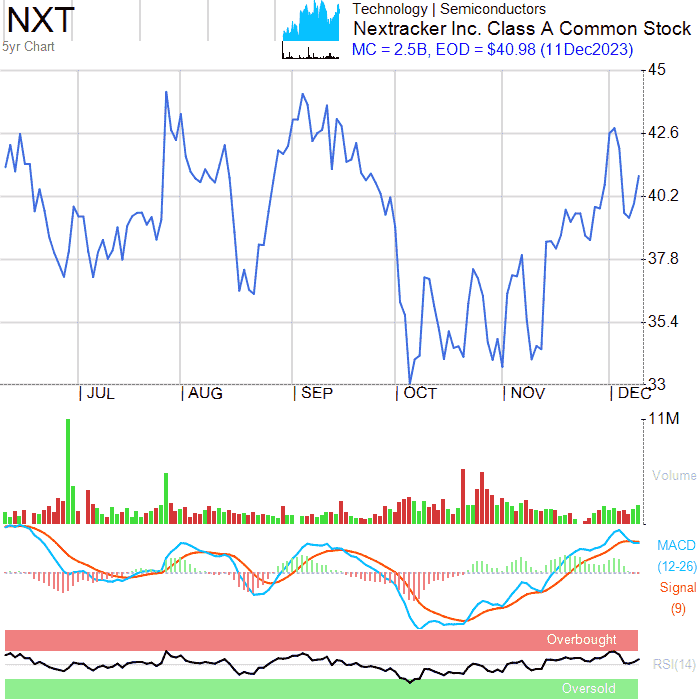 NXT
5yr Chart
Technology | Semiconductors
Nextracker Inc. Class A Common Stock
MC = 2.5B, EOD = $40.98 (11Dec2023)
45
42.6
40.2
37.8
35.4
33
| JUL | AUG | SEP | OCT | NOV | DEC
11M
Volume
MACD
(12-26)
Signal
(9)
Overbought
RSI(14)
Oversold